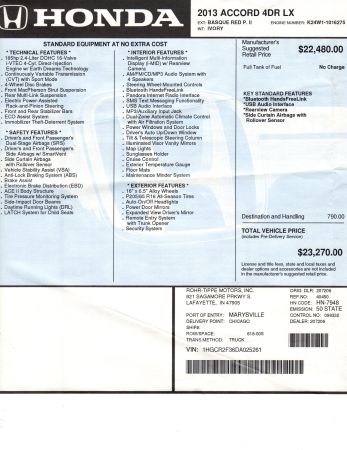 HONDA
2013 ACCORD 4DR LX
EXT: BASQUE RED P. II
INT: IVORY
ENGINE NUMBER: K24W1-1016275
STANDARD EQUIPMENT AT NO EXTRA COST
* TECHNICAL FEATURES *
* 185hp 2.4-Liter DOHC 16-Valve
i-VTEC 4-Cyl. Direct-Injection
Engine w/ Earth Dreams Technology
* Continuously Variable Transmission
(CVT) with Sport Mode
* 4-Wheel Disc Brakes
* Front MacPherson Strut Suspension
* Rear Multi-Link Suspension
* Electric Power-Assisted
Rack-and-Pinion Steering
* Front and Rear Stabilizer Bars
* ECO Assist System
* Immobilizer Theft-Deterrent System
* SAFETY FEATURES *
* Driver's and Front Passenger's
Dual-Stage Airbags (SRS)
* Driver's and Front Passenger's
Side Airbags w/ SmartVent
* Side Curtain Airbags
with Rollover Sensor
* Vehicle Stability Assist (VSA)
* Anti-Lock Braking System (ABS)
* Brake Assist
* Electronic Brake Distribution (EBD)
* ACE II Body Structure
* Tire Pressure Monitoring System
* Side-Impact Door Beams
* Daytime Running Lights (DRL)
* LATCH System for Child Seats
* INTERIOR FEATURES *
* Intelligent Multi-Information
Display (i-MID) w/ Rearview
Camera
* AM/FM/CD/MP3 Audio System with
4 Speakers
* Steering Wheel Audio Controls
* Bluetooth HandsFreeLink
* Pandora Internet Radio Interface
* SMS Text Messaging Functionality
* USB Audio Interface
* MP3/Auxiliary Input Jack
* Dual-Zone Automatic Climate Control
with Air Filtration System
* Power Windows and Door Locks
* Driver's Auto Up/Down Window
* Tilt & Telescopic Steering Column
* Illuminated Visor Vanity Mirrors
* Map Lights
* Sunglasses Holder
* Cruise Control
* Exterior Temperature Gauge
* Floor Mats
* Maintenance Minder System
* EXTERIOR FEATURES *
* 16" x 6.5" Alloy Wheels
* P205/65 R16 All-Season Tires
* Auto-On/Off Headlights
* Power Door Mirrors
* Expanded View Driver's Mirror
* Remote Entry System
with Trunk Opener
* Security System
Manufacturer's
Suggested
Retail Price
$22,480.00
Full Tank of Fuel
No Charge
KEY STANDARD FEATURES
*Bluetooth HandsFreeLink
*USB Audio Interface
*Rearview Camera
*Side Curtain Airbags with
Rollover Sensor
Destination and Handling
790.00
TOTAL VEHICLE PRICE
(Includes Pre-Delivery Service)
$23,270.00
License and title fees, state and local taxes and
dealer options and accessories are not included
in the manufacturer's suggested retail price.
ROHR-TIPPE MOTORS, INC.
821 SAGAMORE PRKWY S.
LAFAYETTE, IN 47905
PORT OF ENTRY: MARYSVILLE
DELIVERY POINT: CHICAGO
SHIP#:
ROW/SPACE: 618-005
TRANS METHOD: TRUCK
VIN: 1HGCR2F36DA025261
ORIG. DLR: 207206
REF.NO: 40480
HN CODE: HN-7948
EMISSION: 50 STATE
DEALER: 207206